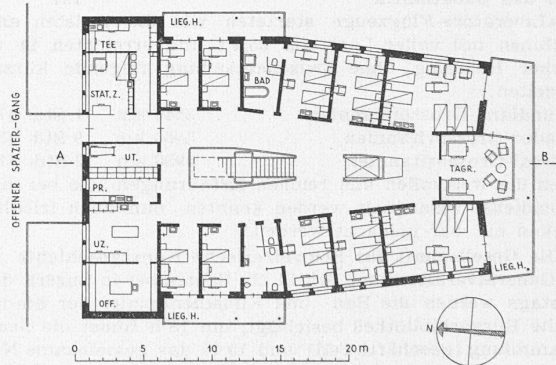 LIEG.H.
TEE
STAT.Z.
BAD
OFFENER SPAZIER-GANG
A
UT.
PR.
TAGR.
B
UZ.
OFF.
LIEG.H.
LIEG.H.
0 5 10 15 20 m
N